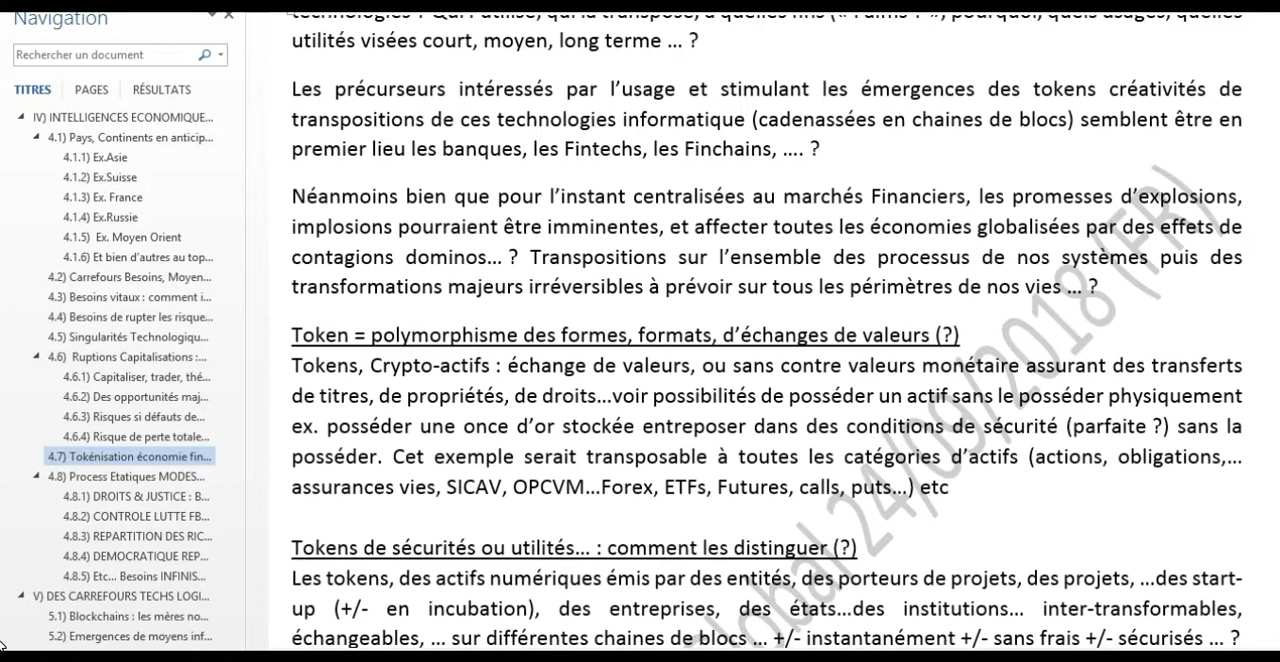 Navigation
Rechercher un document
TITRES PAGES RÉSULTATS
IV) INTELLIGENCES ECONOMIQUE...
4.1) Pays, Continents en anticip...
4.1.1) Ex.Asie
4.1.2) Ex.Suisse
4.1.3) Ex. France
4.1.4) Ex.Russie
4.1.5) Ex. Moyen Orient
4.1.6) Et bien d'autres au top...
4.2) Carrefours Besoins, Moyen...
4.3) Besoins vitaux : comment i...
4.4) Besoins de rupter les risque...
4.5) Singularités Technologiqu...
4.6) Ruptions Capitalisations :...
4.6.1) Capitaliser, trader, thé...
4.6.2) Des opportunités maj...
4.6.3) Risques si défauts de...
4.6.4) Risque de perte totale...
4.7) Tokénisation économie fin...
4.8) Process Etatiques MODES...
4.8.1) DROITS & JUSTICE : B...
4.8.2) CONTROLE LUTTE FB...
4.8.3) REPARTITION DES RIC...
4.8.4) DEMOCRATIQUE REP...
4.8.5) Etc... Besoins INFINIS...
V) DES CARREFOURS TECHS LOGI...
5.1) Blockchains : les mères no...
5.2) Emergences de moyens inf...
technologies ? Qui l'utilise, qui la transpose, à quelles fins (« Faims ? »), pourquoi, quels usages, quelles
utilités visées court, moyen, long terme ... ?
Les précurseurs intéressés par l'usage et stimulant les émergences des tokens créativités de
transpositions de ces technologies informatique (cadenassées en chaines de blocs) semblent être en
premier lieu les banques, les Fintechs, les Finchains, .... ?
Néanmoins bien que pour l'instant centralisées au marchés Financiers, les promesses d'explosions,
implosions pourraient être imminentes, et affecter toutes les économies globalisées par des effets de
contagions dominos... ? Transpositions sur l'ensemble des processus de nos systèmes puis des
transformations majeurs irréversibles à prévoir sur tous les périmètres de nos vies ... ?
Token = polymorphisme des formes, formats, d'échanges de valeurs (?)
Tokens, Crypto-actifs : échange de valeurs, ou sans contre valeurs monétaire assurant des transferts
de titres, de propriétés, de droits...voir possibilités de posséder un actif sans le posséder physiquement
ex. posséder une once d'or stockée entreposer dans des conditions de sécurité (parfaite ?) sans la
posséder. Cet exemple serait transposable à toutes les catégories d'actifs (actions, obligations,...
assurances vies, SICAV, OPCVM...Forex, ETFs, Futures, calls, puts...) etc
Tokens de sécurités ou utilités... : comment les distinguer (?)
Les tokens, des actifs numériques émis par des entités, des porteurs de projets, des projets, ...des start-
up (+/- en incubation), des entreprises, des états...des institutions... inter-transformables,
échangeables, ... sur différentes chaines de blocs ... +/- instantanément +/- sans frais +/- sécurisés ... ?
Global 24/09/2018 (FR)